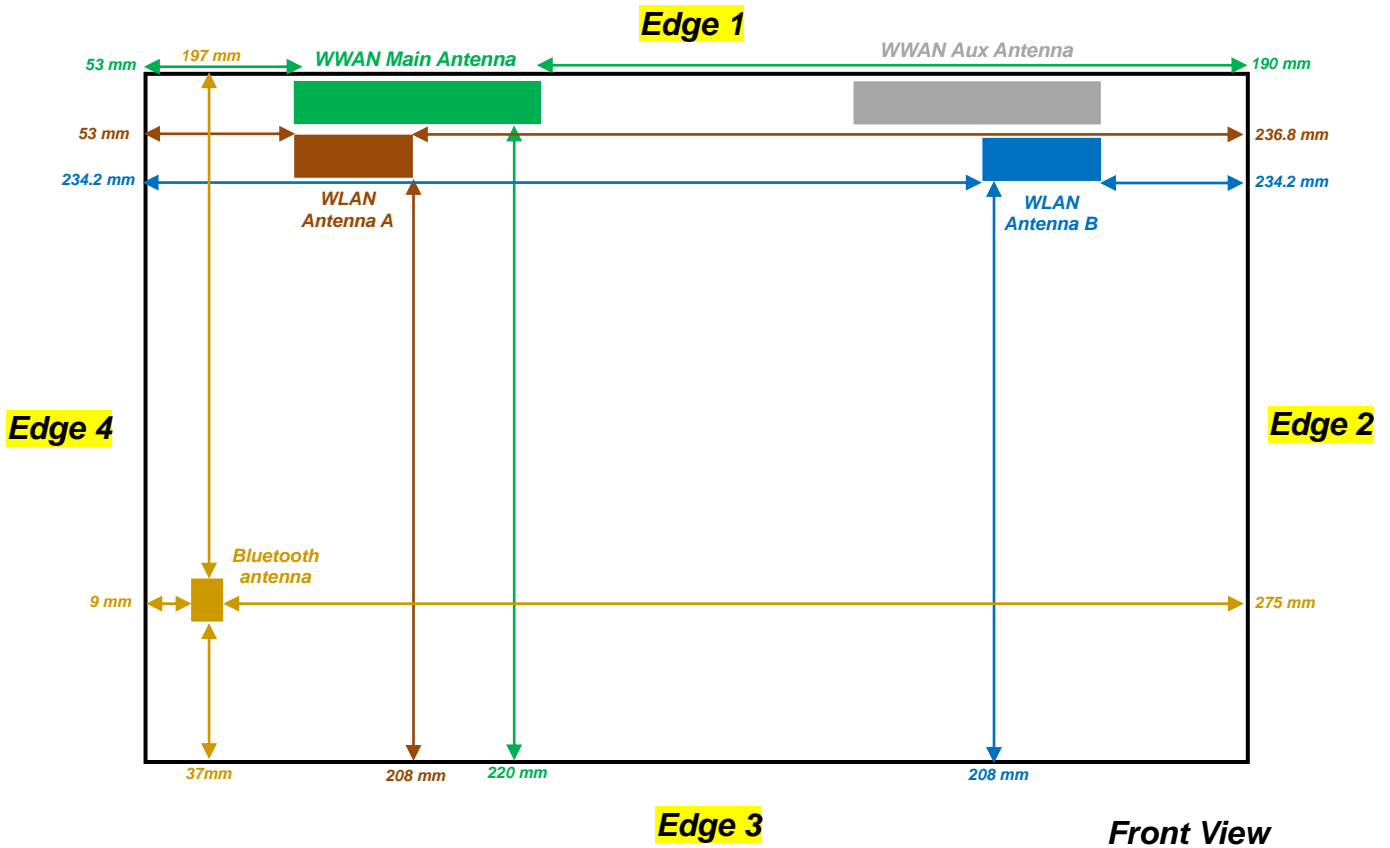 Edge 1
197 mm
WWAN Main Antenna
WWAN Aux Antenna
53 mm
190 mm
53 mm
236.8 mm
234.2 mm
234.2 mm
WLAN
Antenna A
WLAN
Antenna B
Edge 4
Edge 2
Bluetooth
antenna
9 mm
275 mm
37mm
208 mm
220 mm
208 mm
Edge 3
Front View